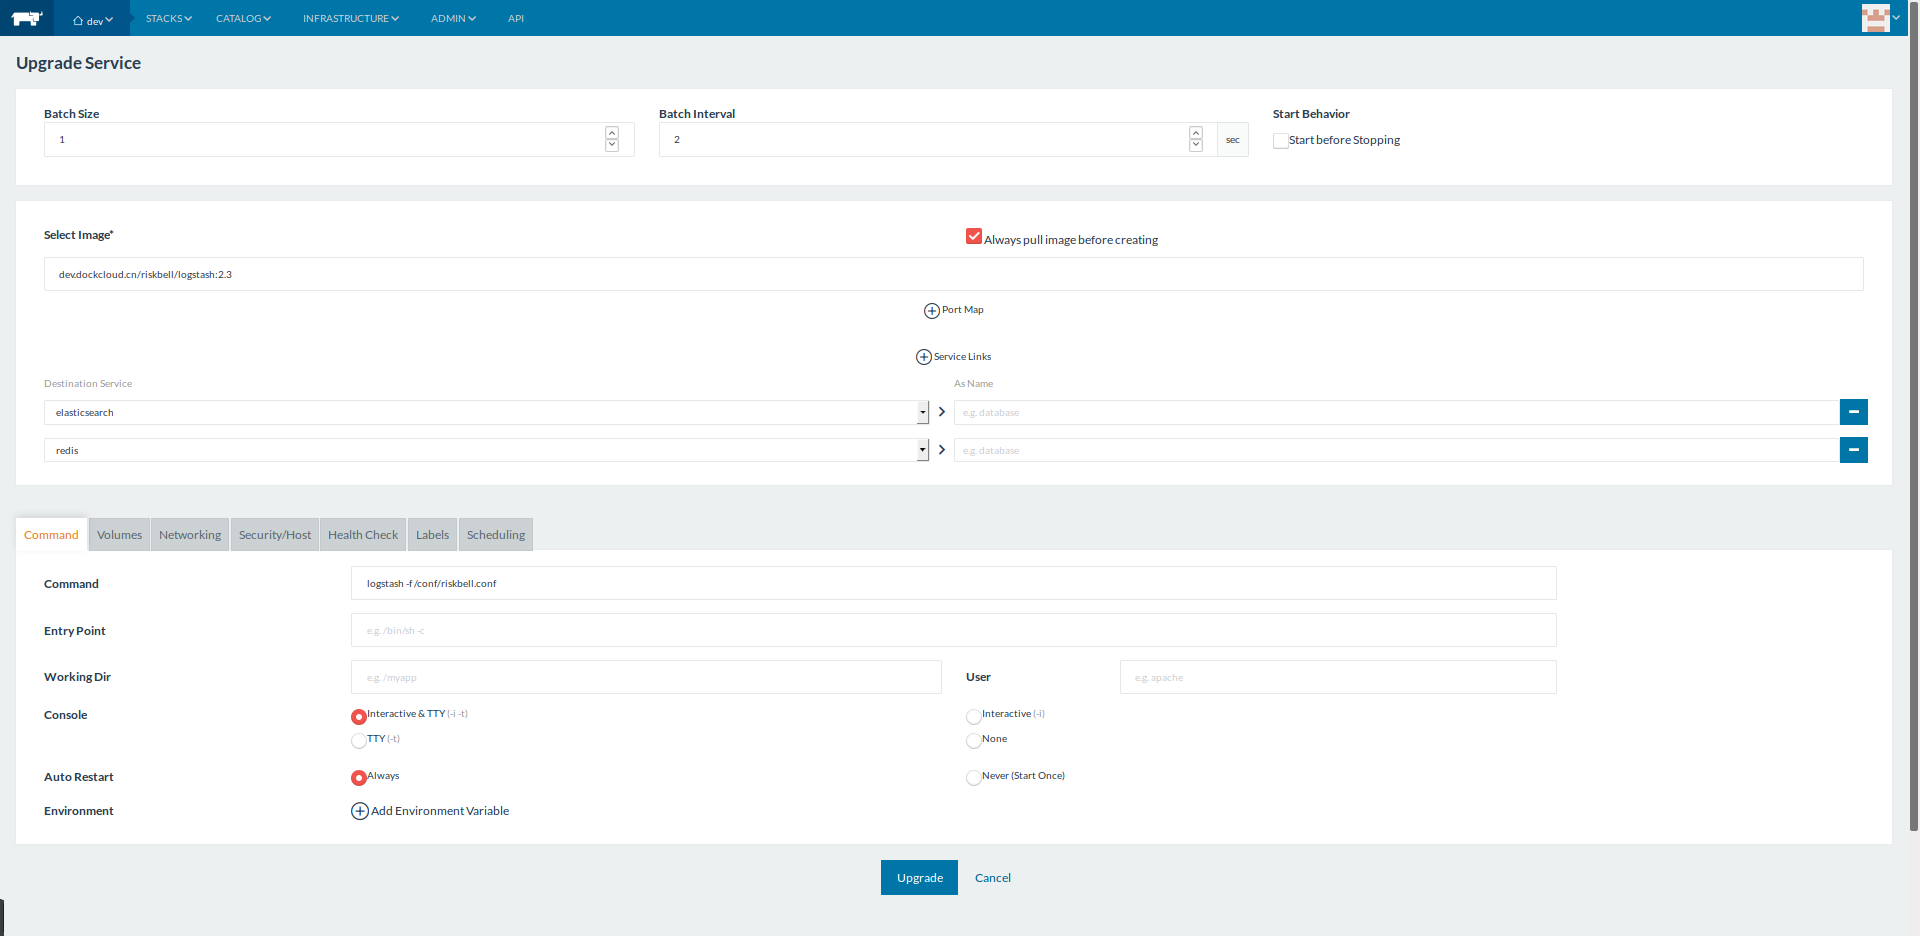 dev STACKS CATALOG INFRASTRUCTURE ADMIN API
Upgrade Service
Batch Size Batch Interval Start Behavior
1 2 sec Start before Stopping
Select Image* Always pull image before creating
dev.dockcloud.cn/riskbell/logstash:2.3
Port Map
Service Links
Destination Service As Name
elasticsearch e.g. database
redis e.g. database
Command Volumes Networking Security/Host Health Check Labels Scheduling
Command logstash -f /conf/riskbell.conf
Entry Point e.g. /bin/sh -c
Working Dir e.g. /myapp User e.g. apache
Console Interactive & TTY (-i -t) Interactive (-i)
TTY (-t) None
Auto Restart Always Never (Start Once)
Environment Add Environment Variable
Upgrade Cancel